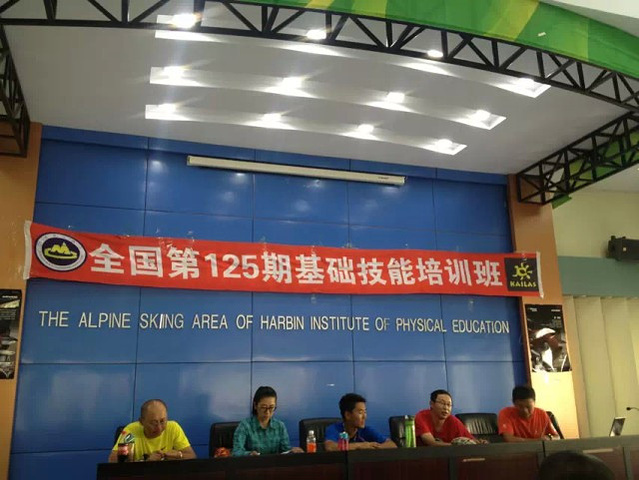 全国第125期基础技能培训班
KAILAS
THE ALPINE SKIING AREA OF HARBIN INSTITUTE OF PHYSICAL EDUCATION